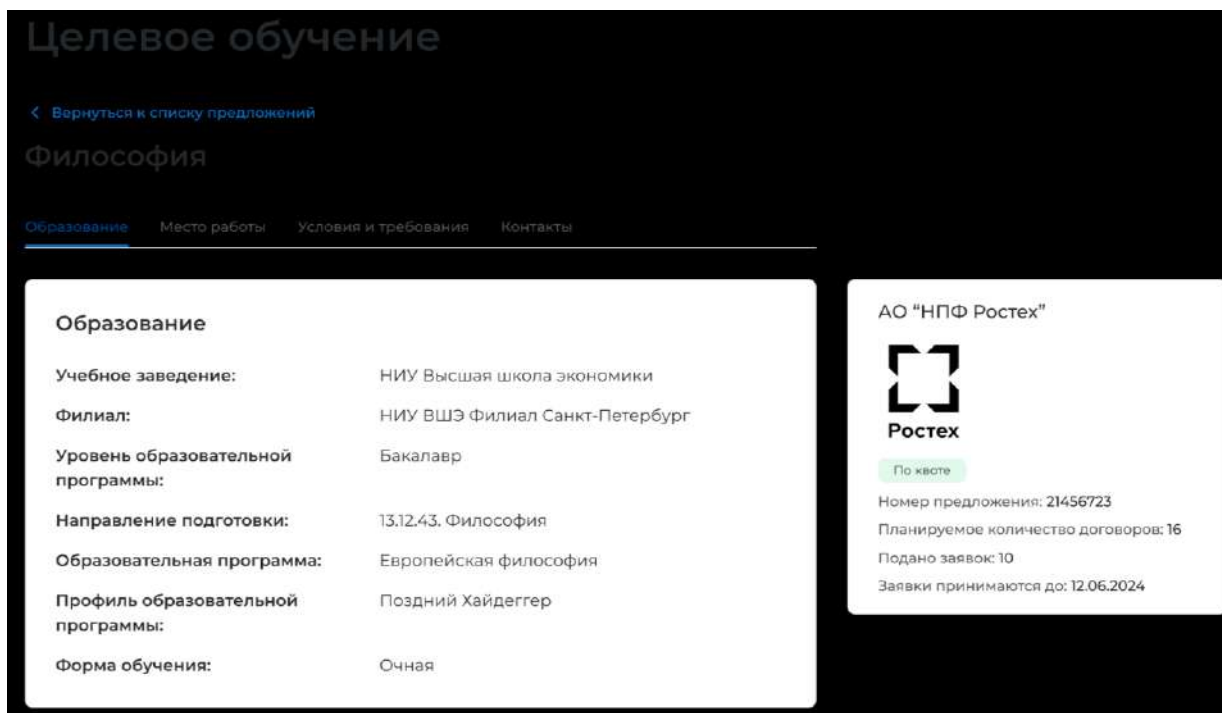 Целевое обучение
Вернуться к списку предложений
Философия
Образование Место работы Условия и требования Контакты
Образование
Учебное заведение: НИУ Высшая школа экономики
Филиал: НИУ ВШЭ Филиал Санкт-Петербург
Уровень образовательной Бакалавр
программы:
Направление подготовки: 13.12.43. Философия
Образовательная программа: Европейская философия
Профиль образовательной Поздний Хайдеггер
программы:
Форма обучения: Очная
АО “НПФ Ростех”
Ростех
По квоте
Номер предложения: 21456723
Планируемое количество договоров: 16
Подано заявок: 10
Заявки принимаются до: 12.06.2024